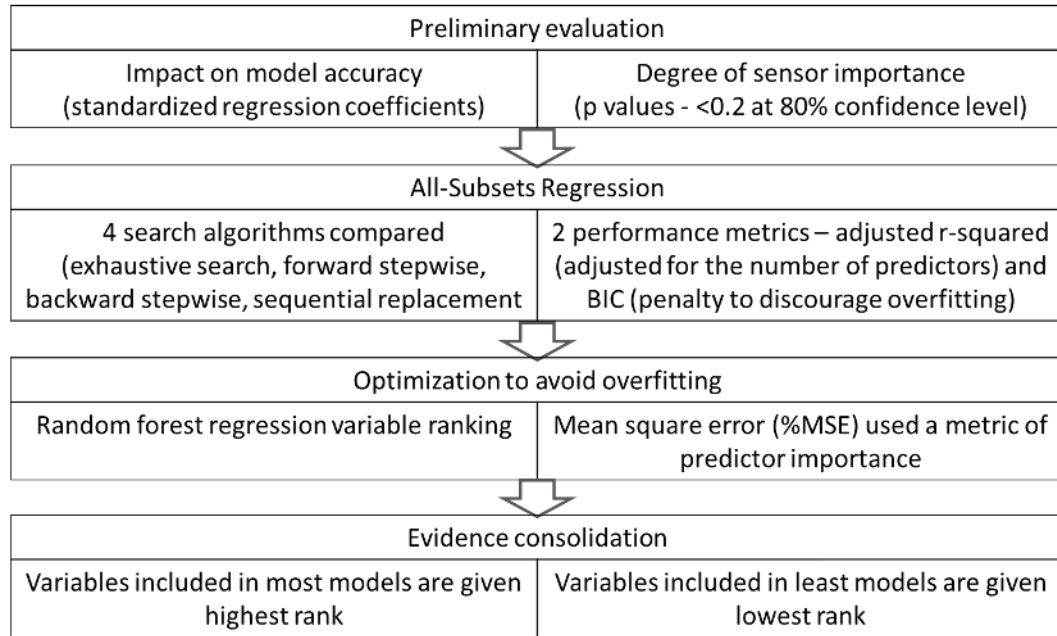 Preliminary evaluation
Impact on model accuracy
(standardized regression coefficients)
Degree of sensor importance
(p values - <0.2 at 80% confidence level)
All-Subsets Regression
4 search algorithms compared
(exhaustive search, forward stepwise,
backward stepwise, sequential replacement
2 performance metrics – adjusted r-squared
(adjusted for the number of predictors) and
BIC (penalty to discourage overfitting)
Optimization to avoid overfitting
Random forest regression variable ranking
Mean square error (%MSE) used a metric of
predictor importance
Evidence consolidation
Variables included in most models are given
highest rank
Variables included in least models are given
lowest rank